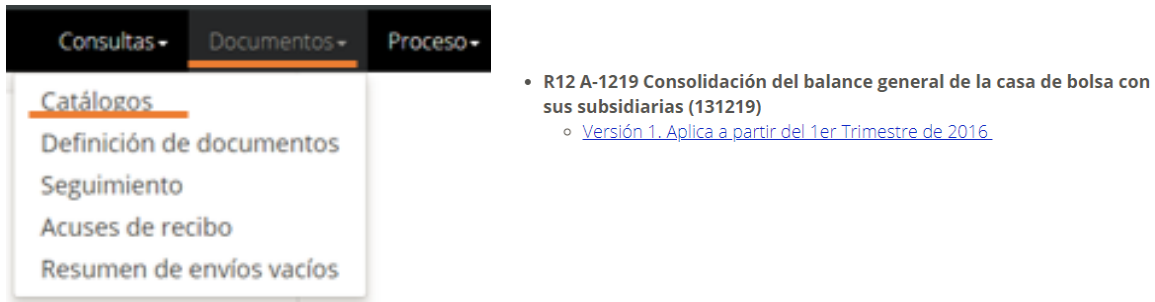 Consultas Documentos Proceso
Catálogos
Definición de documentos
Seguimiento
Acuses de recibo
Resumen de envíos vacíos
R12 A-1219 Consolidación del balance general de la casa de bolsa con
sus subsidiarias (131219)
Versión 1. Aplica a partir del 1er Trimestre de 2016